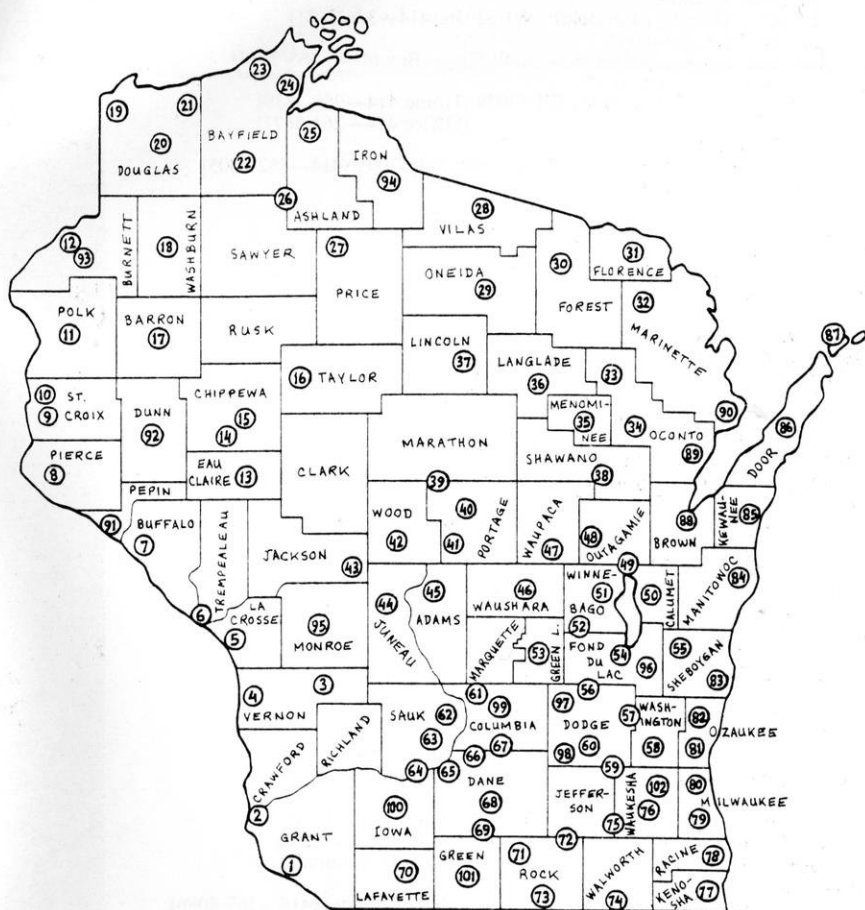 23
24
19
21
25
20
BAYFIELD
IRON
DOUGLAS
22
94
26
ASHLAND
28
VILAS
12
93
BURNETT
18
WASHBURN
SAWYER
27
PRICE
30
31
FLORENCE
ONEIDA
29
FOREST
32
MARINETTE
POLK
11
BARRON
17
RUSK
LINCOLN
37
LANGLADE
36
33
87
16 TAYLOR
10
ST.
CROIX
9
DUNN
92
CHIPPEWA
15
14
MENOMI-
35
NEE
34
OCONTO
89
90
86
DOOR
PIERCE
8
MARATHON
SHAWANO
38
EAU
CLAIRE
13
CLARK
39
PEPIN
91
BUFFALO
7
TREMPEALEAU
WOOD
42
40
41
PORTAGE
WAUPACA
47
48
OUTAGAMIE
88
BROWN
KEWAU-
NEE
85
JACKSON
43
49
6
LA
CROSSE
5
95
MONROE
44
JUNEAU
45
ADAMS
46
WAUSHARA
WINNE-
51
BAGO
52
50
CALUMET
MANITOWOC
84
MARQUETTE
53
GREEN L.
FOND
DU
LAC
54
96
55
SHEBOYGAN
83
4
3
VERNON
61
99
COLUMBIA
67
56
97
DODGE
98
60
57
WASH-
INGTON
58
82
OZAUKEE
81
SAUK
62
63
RICHLAND
CRAWFORD
64
65
66
59
2
DANE
68
69
JEFFER-
SON
75
72
WAUKESHA
102
76
80
MILWAUKEE
79
100
IOWA
GRANT
1
70
LAFAYETTE
GREEN
101
71
ROCK
73
WALWORTH
74
RACINE
78
KENO-
SHA
77